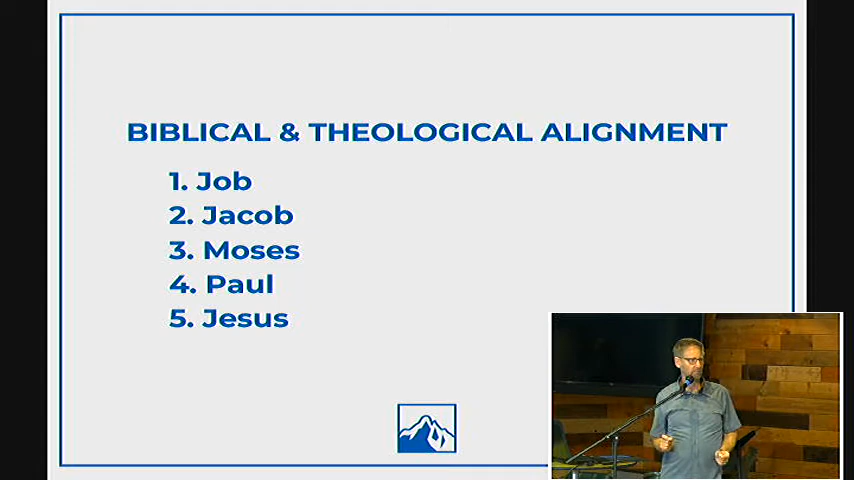 BIBLICAL & THEOLOGICAL ALIGNMENT
1. Job
2. Jacob
3. Moses
4. Paul
5. Jesus